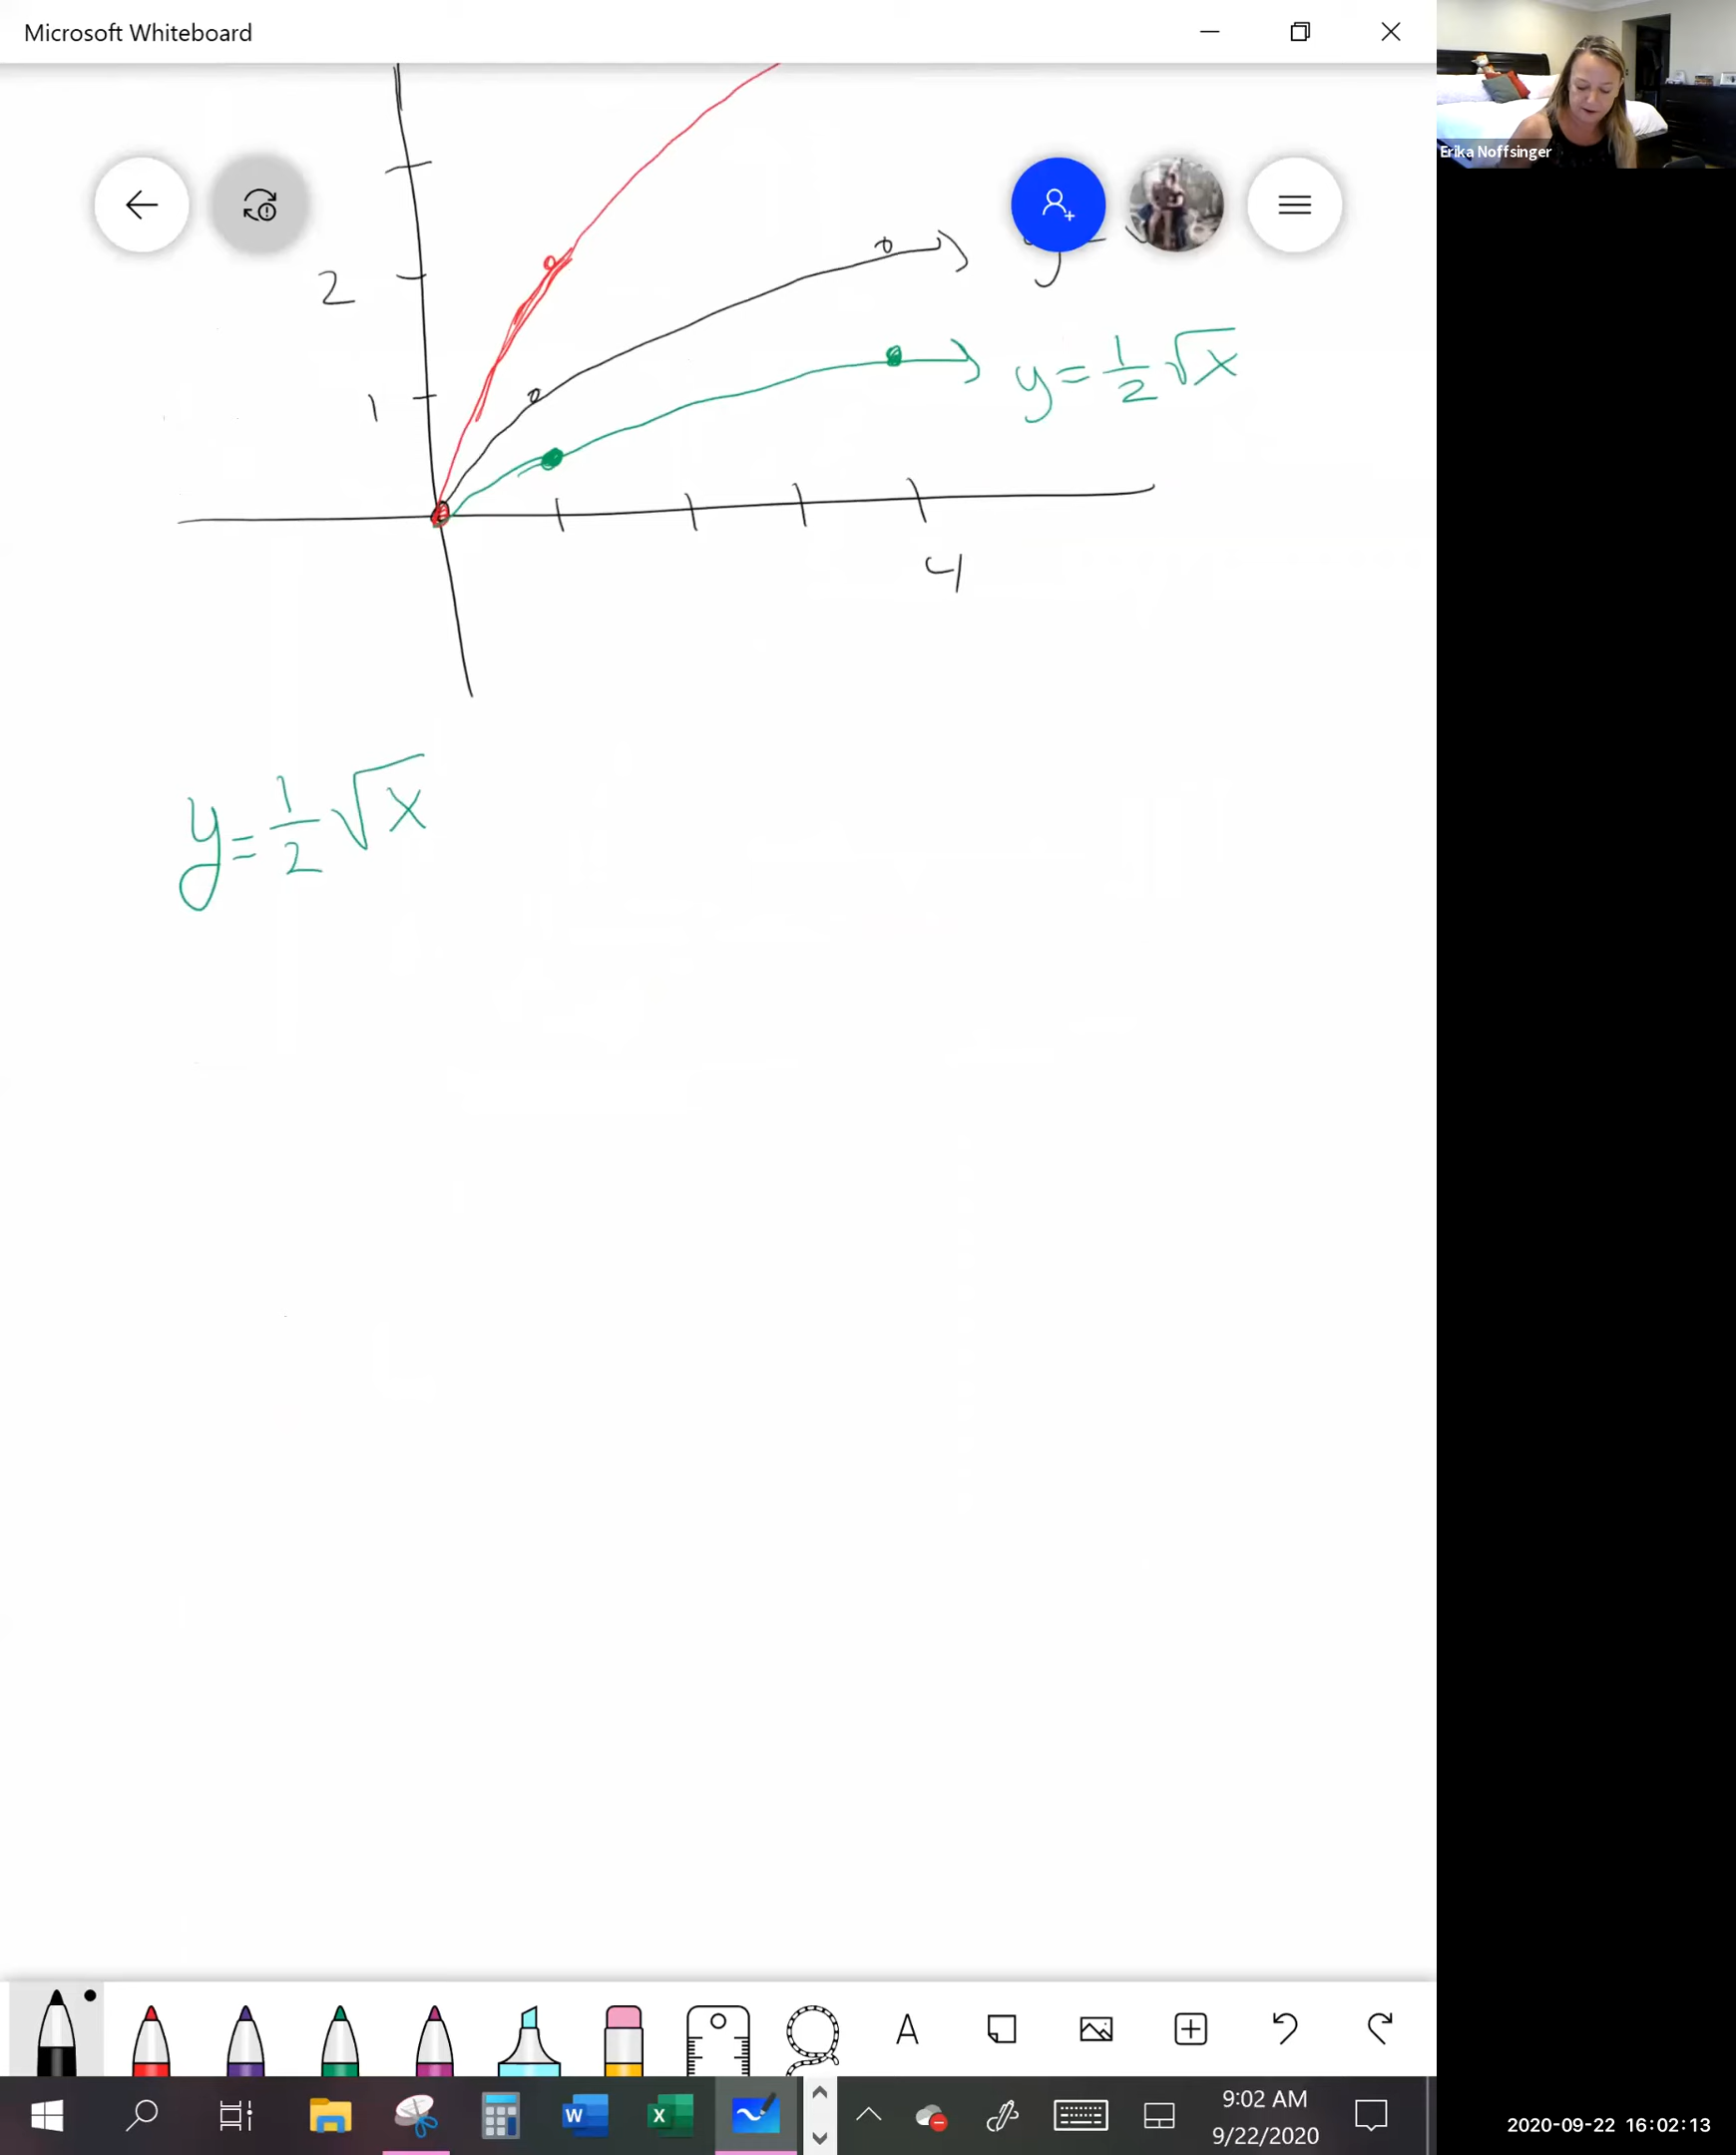 Microsoft Whiteboard
Erika Noffsinger
2
y = 1/2 √x
1
4
y = 1/2 √x
A
W
X
9:02 AM
9/22/2020
2020-09-22 16:02:13